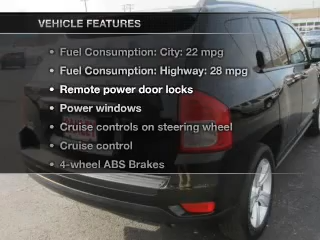 VEHICLE FEATURES
• Fuel Consumption: City: 22 mpg
• Fuel Consumption: Highway: 28 mpg
• Remote power door locks
• Power windows
• Cruise controls on steering wheel
• Cruise control
• 4-wheel ABS Brakes